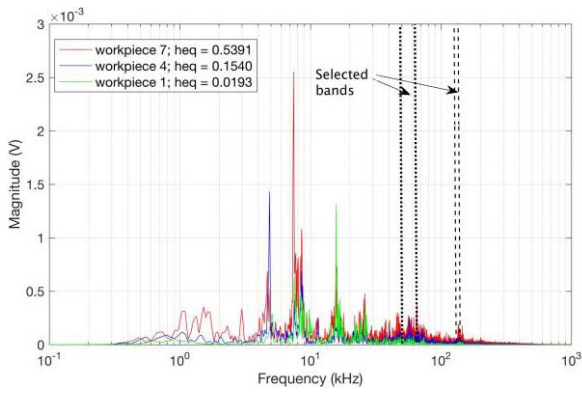 ×10⁻³
3
2.5
2
1.5
1
0.5
0
Magnitude (V)
workpiece 7; heq = 0.5391
workpiece 4; heq = 0.1540
workpiece 1; heq = 0.0193
Selected
bands
10⁻¹ 10⁰ 10¹ 10² 10³
Frequency (kHz)